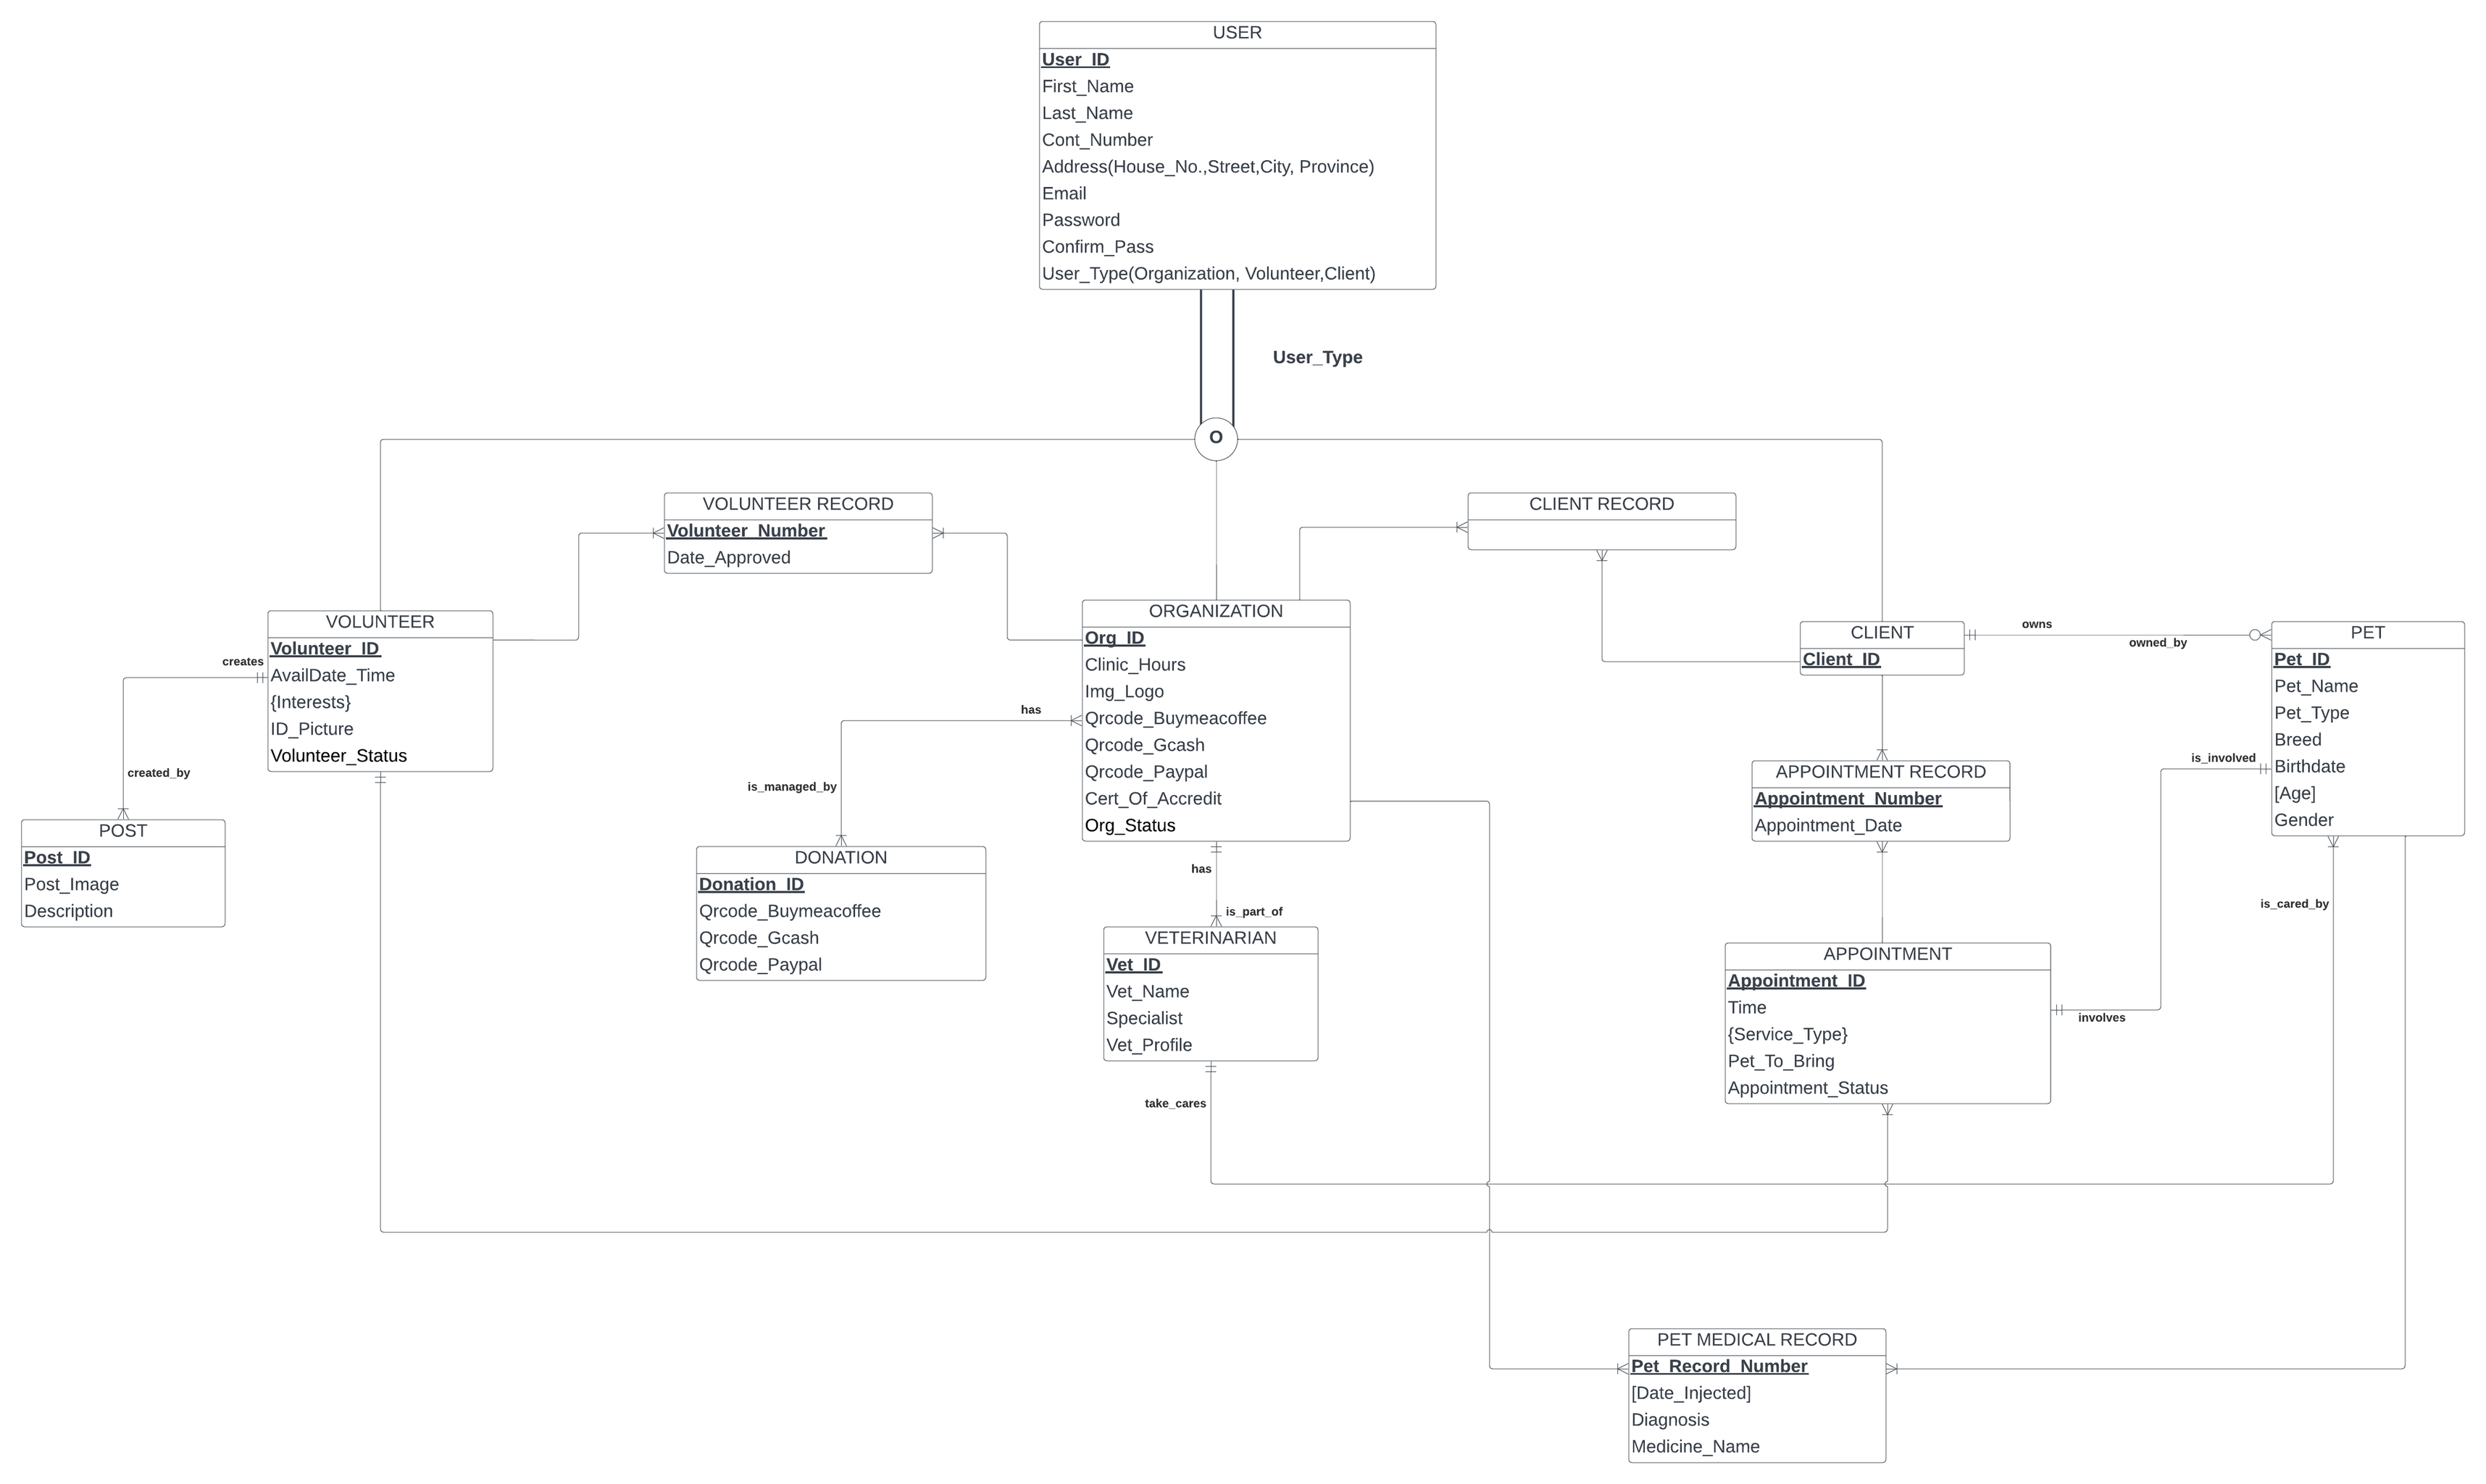 USER
User_ID
First_Name
Last_Name
Cont_Number
Address(House_No.,Street,City, Province)
Email
Password
Confirm_Pass
User_Type(Organization, Volunteer,Client)
User_Type
O
VOLUNTEER RECORD
Volunteer_Number
Date_Approved
CLIENT RECORD
VOLUNTEER
Volunteer_ID
AvailDate_Time
{Interests}
ID_Picture
Volunteer_Status
creates
created_by
POST
Post_ID
Post_Image
Description
ORGANIZATION
Org_ID
Clinic_Hours
Img_Logo
Qrcode_Buymeacoffee
Qrcode_Gcash
Qrcode_Paypal
Cert_Of_Accredit
Org_Status
has
is_managed_by
DONATION
Donation_ID
Qrcode_Buymeacoffee
Qrcode_Gcash
Qrcode_Paypal
has
is_part_of
VETERINARIAN
Vet_ID
Vet_Name
Specialist
Vet_Profile
take_cares
CLIENT
Client_ID
owns
owned_by
PET
Pet_ID
Pet_Name
Pet_Type
Breed
Birthdate
[Age]
Gender
is_involved
is_cared_by
APPOINTMENT RECORD
Appointment_Number
Appointment_Date
APPOINTMENT
Appointment_ID
Time
{Service_Type}
Pet_To_Bring
Appointment_Status
involves
PET MEDICAL RECORD
Pet_Record_Number
[Date_Injected]
Diagnosis
Medicine_Name